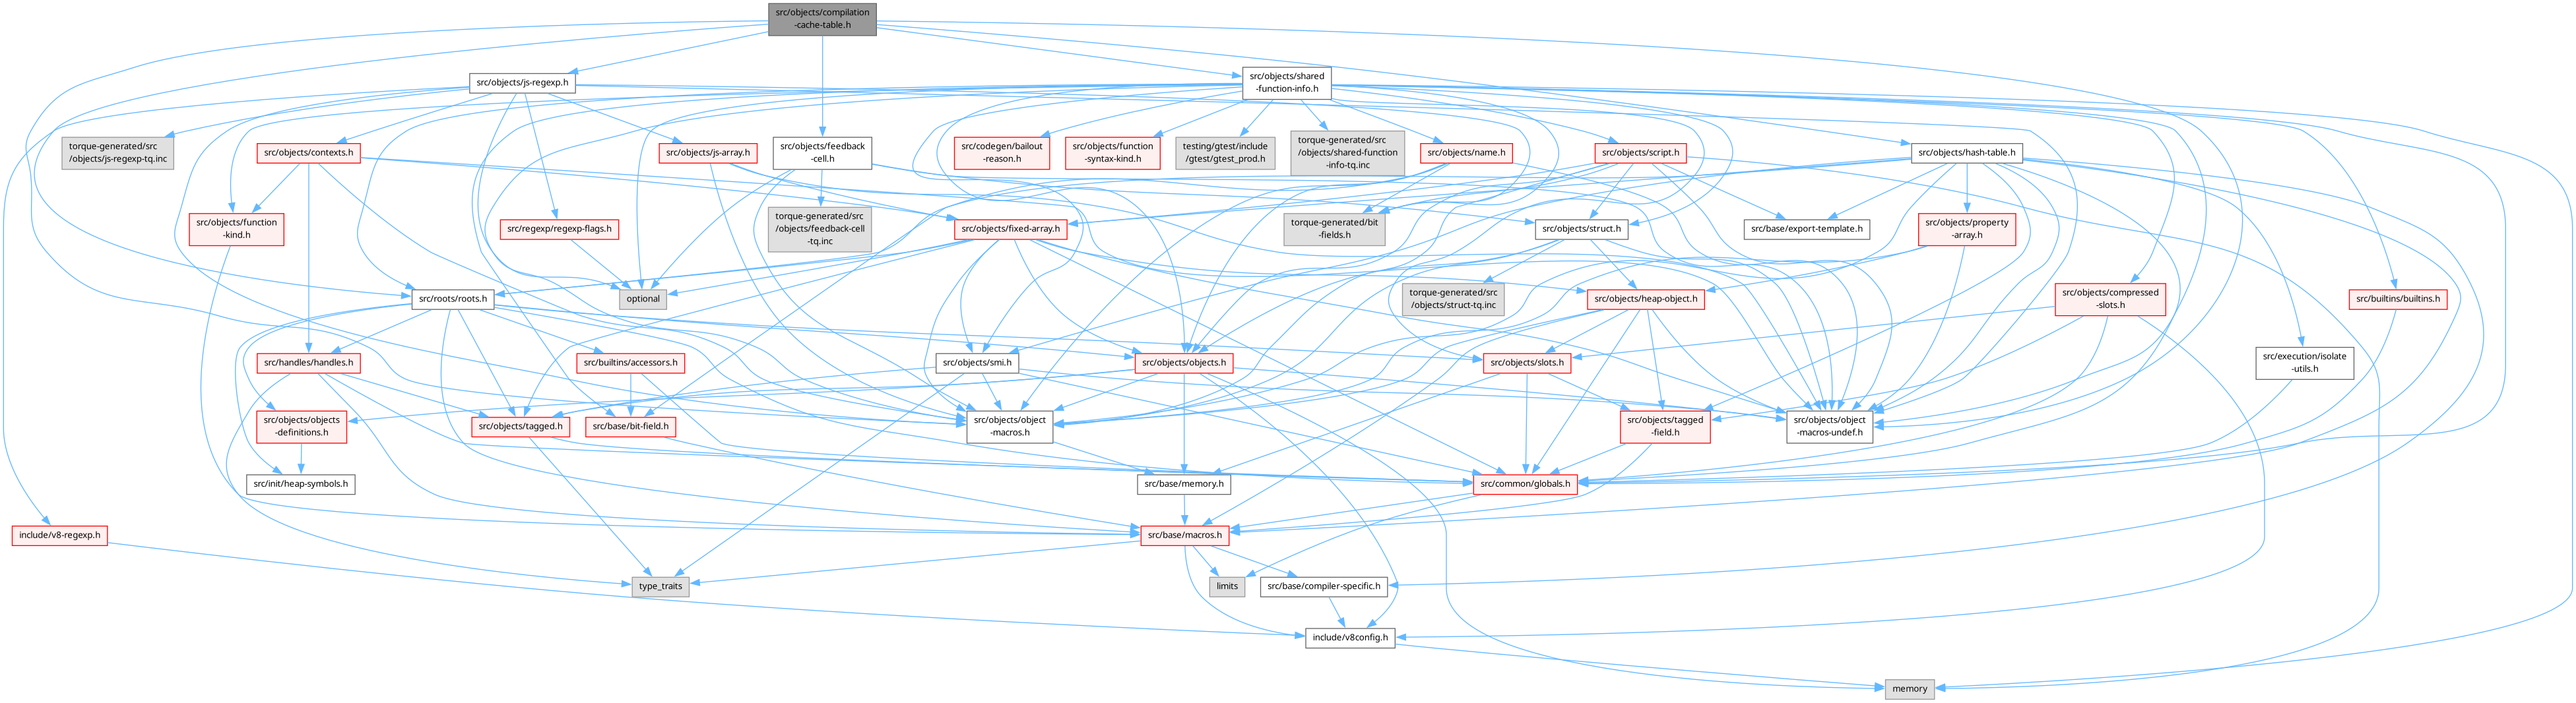 src/objects/compilation
-cache-table.h
src/objects/js-regexp.h
src/objects/shared
-function-info.h
torque-generated/src
/objects/js-regexp-tq.inc
src/objects/contexts.h
src/objects/js-array.h
src/objects/feedback
-cell.h
src/codegen/bailout
-reason.h
src/objects/function
-syntax-kind.h
testing/gtest/include
/gtest/gtest_prod.h
torque-generated/src
/objects/shared-function
-info-tq.inc
src/objects/name.h
src/objects/script.h
src/objects/hash-table.h
src/objects/function
-kind.h
src/regexp/regexp-flags.h
torque-generated/src
/objects/feedback-cell
-tq.inc
src/objects/fixed-array.h
torque-generated/bit
-fields.h
src/objects/struct.h
src/base/export-template.h
src/objects/property
-array.h
src/roots/roots.h
optional
torque-generated/src
/objects/struct-tq.inc
src/objects/heap-object.h
src/objects/compressed
-slots.h
src/builtins/builtins.h
src/handles/handles.h
src/builtins/accessors.h
src/objects/smi.h
src/objects/objects.h
src/objects/slots.h
src/execution/isolate
-utils.h
src/objects/objects
-definitions.h
src/objects/tagged.h
src/base/bit-field.h
src/objects/object
-macros.h
src/objects/tagged
-field.h
src/objects/object
-macros-undef.h
src/init/heap-symbols.h
src/base/memory.h
src/common/globals.h
include/v8-regexp.h
src/base/macros.h
type_traits
limits
src/base/compiler-specific.h
include/v8config.h
memory